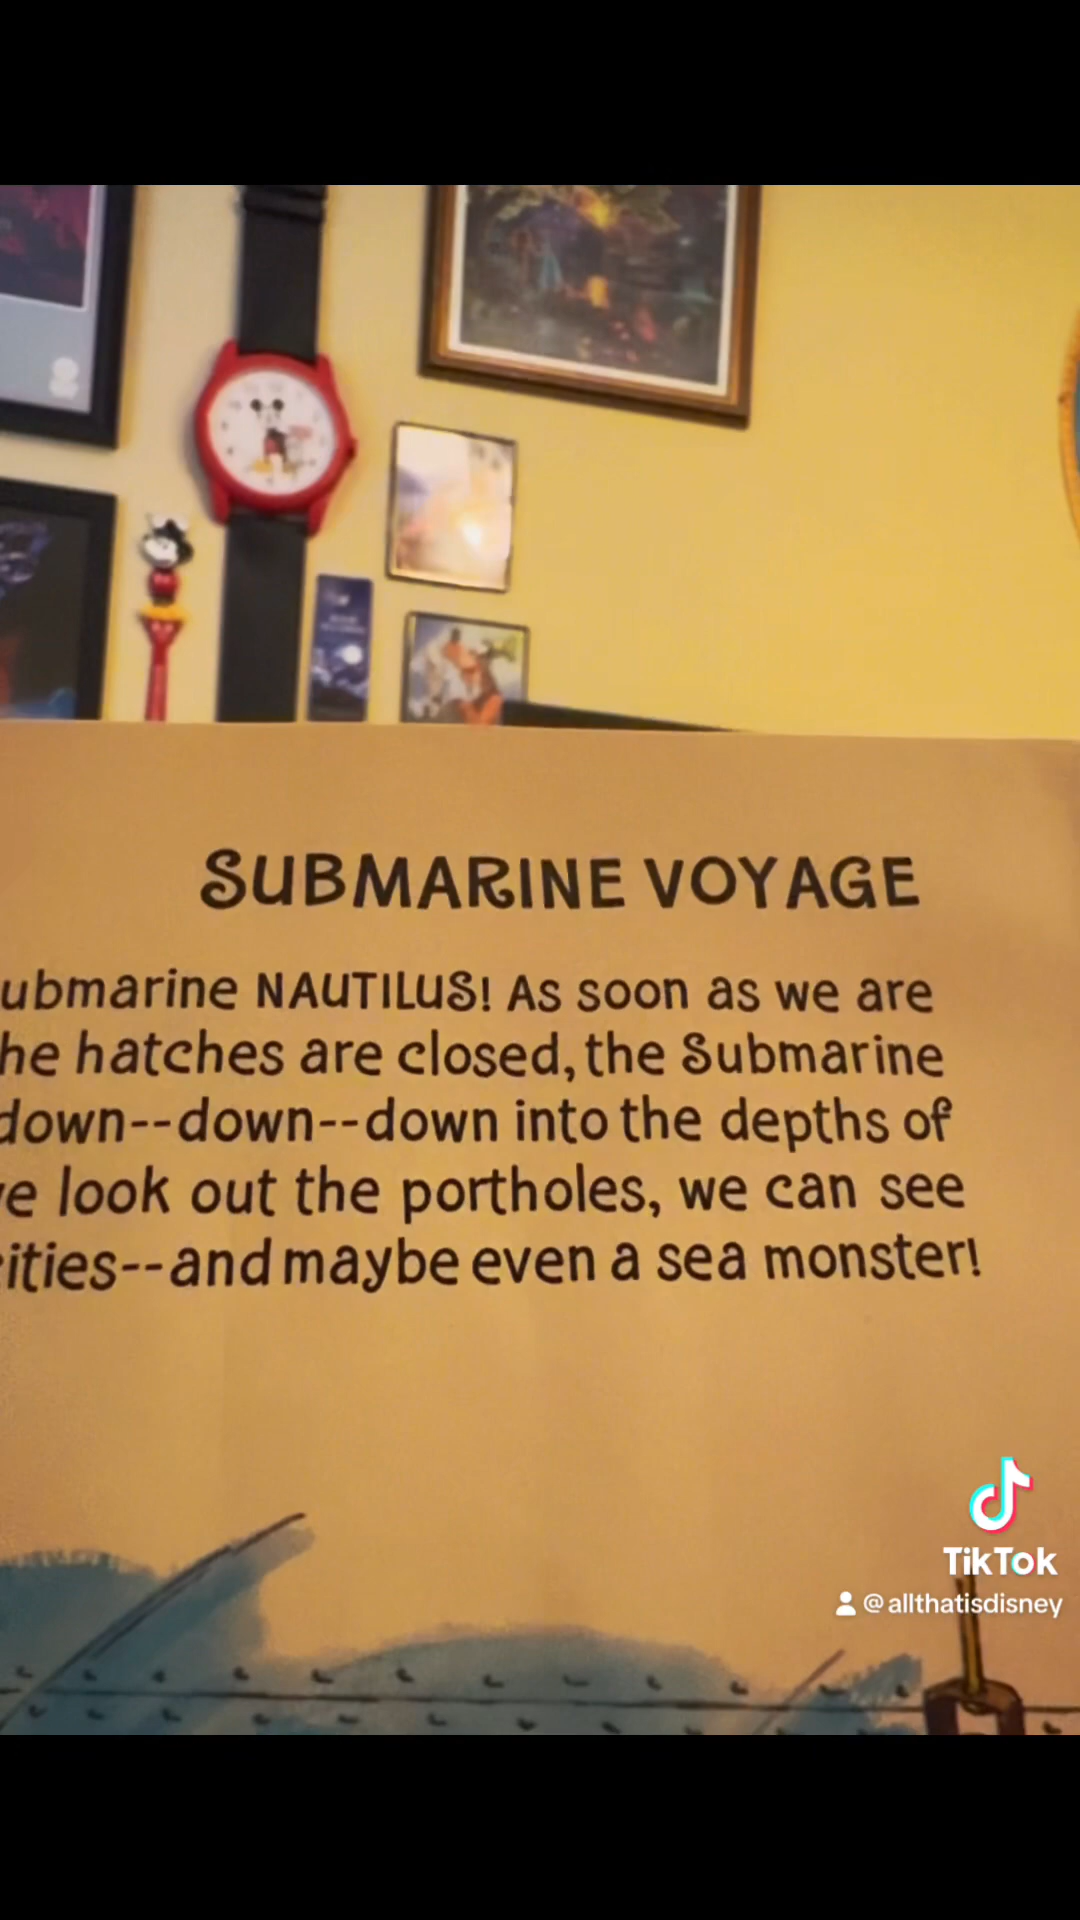 SUBMARINE VOYAGE
ubmarine NAUTILUS! As soon as we are
he hatches are closed, the Submarine
down--down--down into the depths of
e look out the portholes, we can see
ities--and maybe even a sea monster!
TikTok
@allthatisdisney